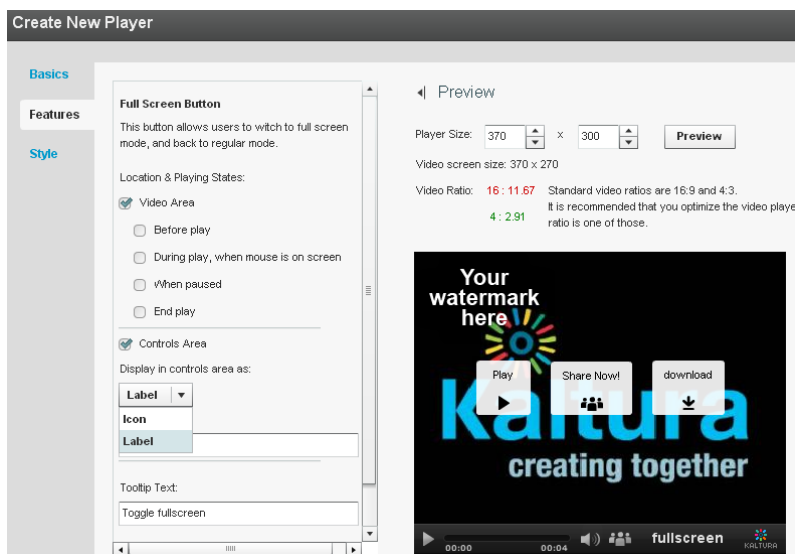 Create New Player
Basics
Features
Style
Full Screen Button
This button allows users to witch to full screen
mode, and back to regular mode.
Location & Playing States:
Video Area
Before play
During play, when mouse is on screen
When paused
End play
Controls Area
Display in controls area as:
Label
Icon
Label
Tooltip Text:
Toggle fullscreen
Preview
Player Size: 370 x 300 Preview
Video screen size: 370 x 270
Video Ratio: 16 : 11.67 Standard video ratios are 16:9 and 4:3.
It is recommended that you optimize the video playe
4 : 2.91 ratio is one of those.
Your
watermark
here
Play Share Now! download
Kaltura
creating together
00:00 00:04 fullscreen KALTURA